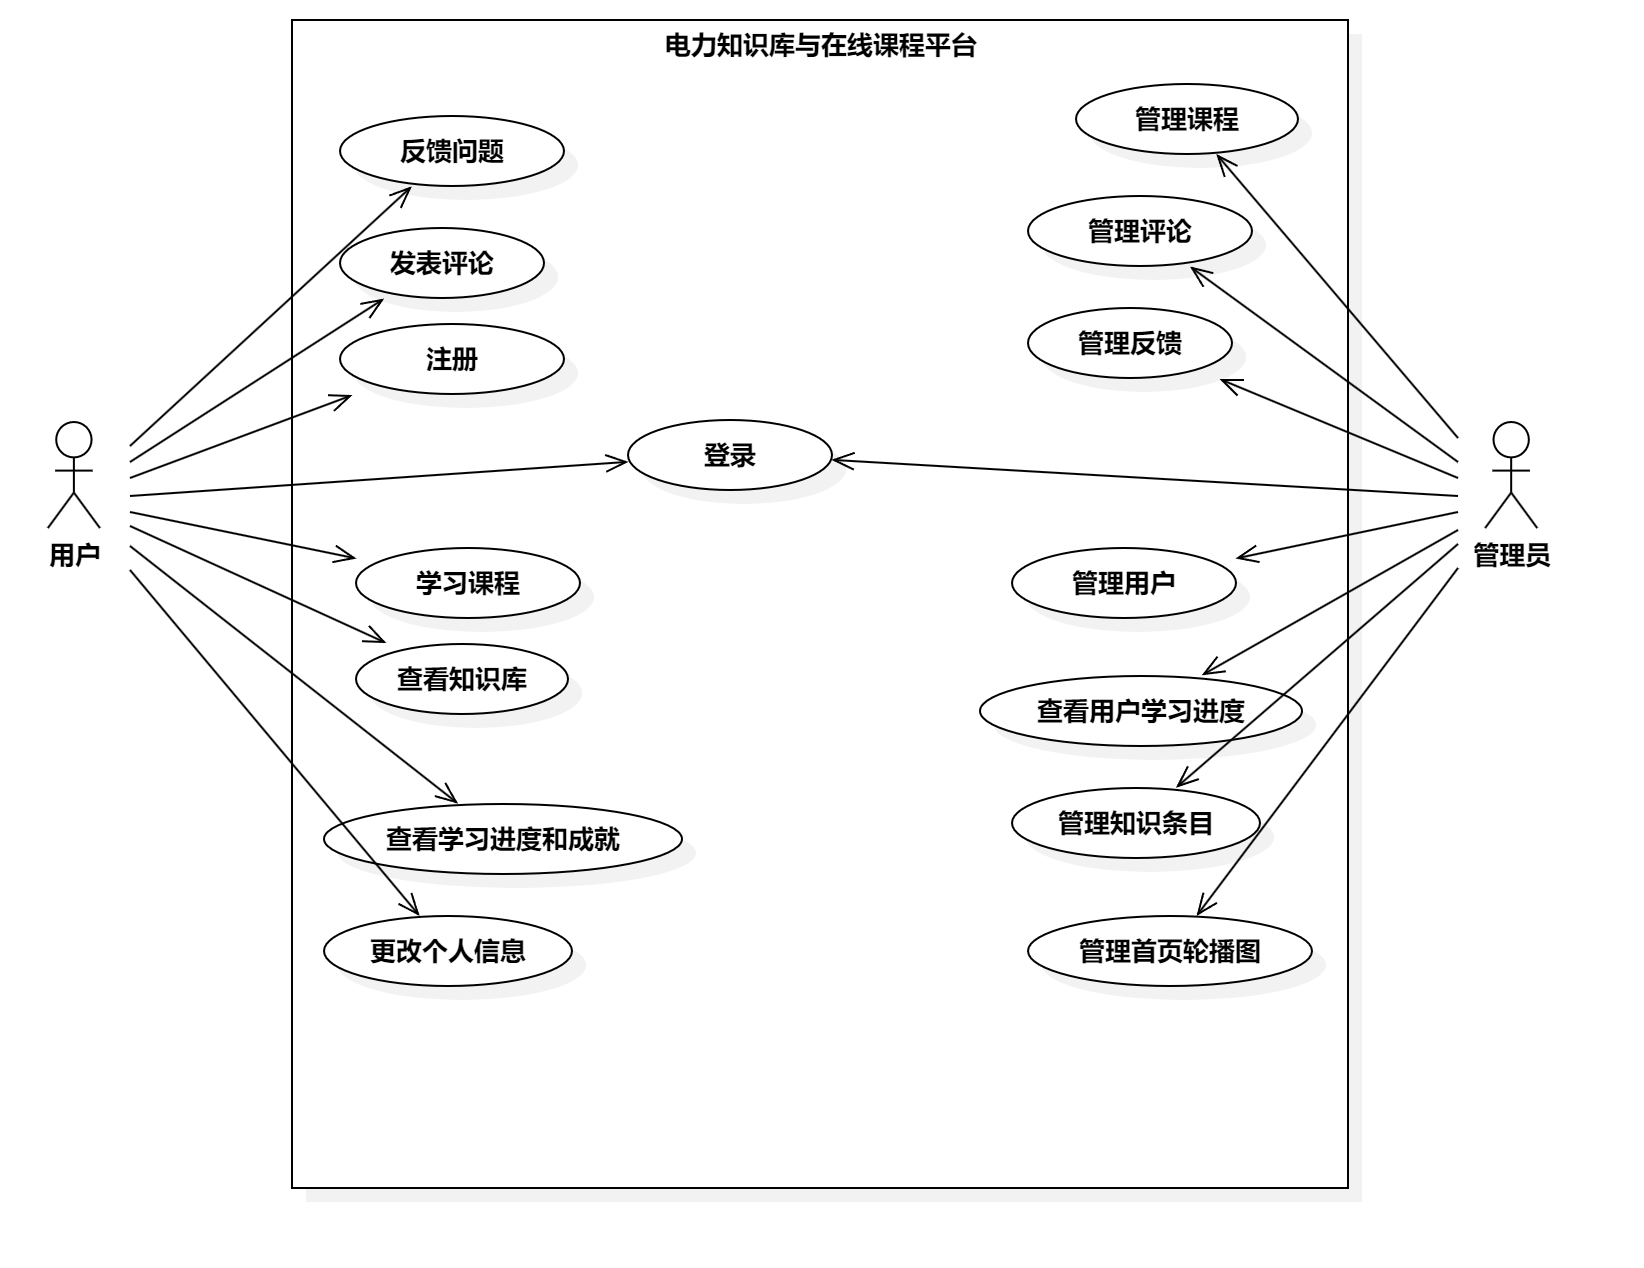 电力知识库与在线课程平台
反馈问题
发表评论
注册
登录
用户
学习课程
查看知识库
查看学习进度和成就
更改个人信息
管理课程
管理评论
管理反馈
管理员
管理用户
查看用户学习进度
管理知识条目
管理首页轮播图